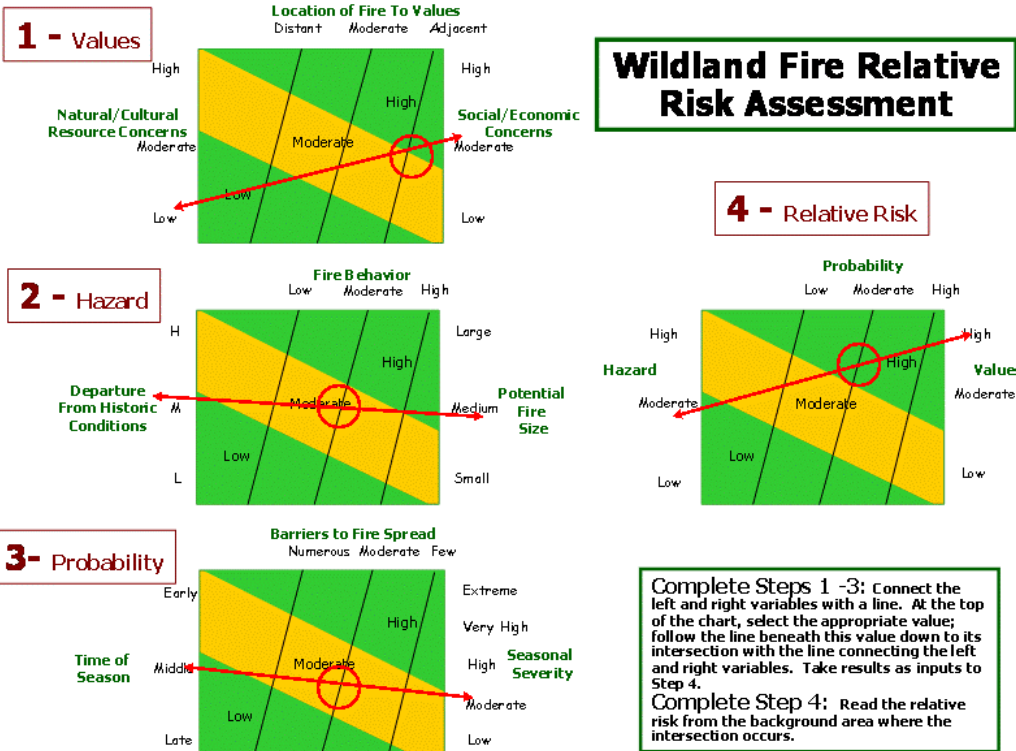 1 - Values
Location of Fire To Values
Distant Moderate Adjacent
High
High
High
Natural/Cultural
Resource Concerns
Social/Economic
Concerns
Moderate
Moderate
Moderate
Low
Low
Low
Wildland Fire Relative
Risk Assessment
2 - Hazard
Fire Behavior
Low Moderate High
H
Large
High
Departure
From Historic
Conditions
M
Moderate
Medium
Potential
Fire
Size
Low
L
Small
4 - Relative Risk
Probability
Low Moderate High
High
High
Hazard
High
Value
Moderate
Moderate
Moderate
Low
Low
Low
3- Probability
Barriers to Fire Spread
Numerous Moderate Few
Early
Extreme
High
Very High
Time of
Season
Middle
Moderate
High
Seasonal
Severity
Moderate
Low
Late
Low
Complete Steps 1 -3: Connect the
left and right variables with a line. At the top
of the chart, select the appropriate value;
follow the line beneath this value down to its
intersection with the line connecting the left
and right variables. Take results as inputs to
Step 4.
Complete Step 4: Read the relative
risk from the background area where the
intersection occurs.